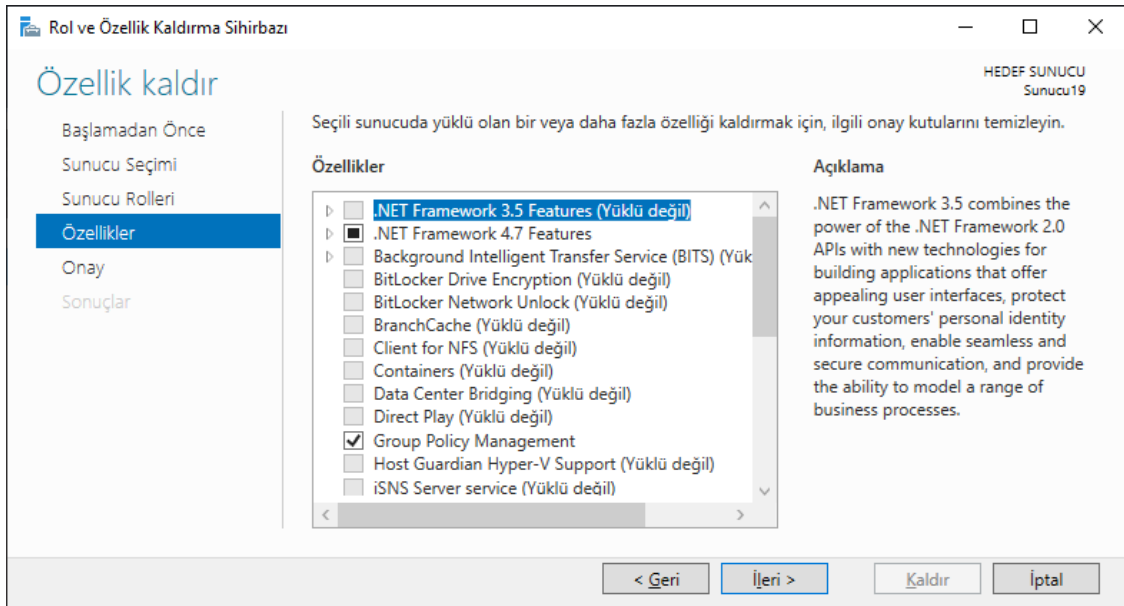 Rol ve Özellik Kaldırma Sihirbazı
Özellik kaldır
HEDEF SUNUCU
Sunucu19
Başlamadan Önce
Sunucu Seçimi
Sunucu Rolleri
Özellikler
Onay
Sonuçlar
Seçili sunucuda yüklü olan bir veya daha fazla özelliği kaldırmak için, ilgili onay kutularını temizleyin.
Özellikler
.NET Framework 3.5 Features (Yüklü değil)
.NET Framework 4.7 Features
Background Intelligent Transfer Service (BITS) (Yük
BitLocker Drive Encryption (Yüklü değil)
BitLocker Network Unlock (Yüklü değil)
BranchCache (Yüklü değil)
Client for NFS (Yüklü değil)
Containers (Yüklü değil)
Data Center Bridging (Yüklü değil)
Direct Play (Yüklü değil)
Group Policy Management
Host Guardian Hyper-V Support (Yüklü değil)
iSNS Server service (Yüklü değil)
Açıklama
.NET Framework 3.5 combines the
power of the .NET Framework 2.0
APIs with new technologies for
building applications that offer
appealing user interfaces, protect
your customers' personal identity
information, enable seamless and
secure communication, and provide
the ability to model a range of
business processes.
< Geri
İleri >
Kaldır
İptal